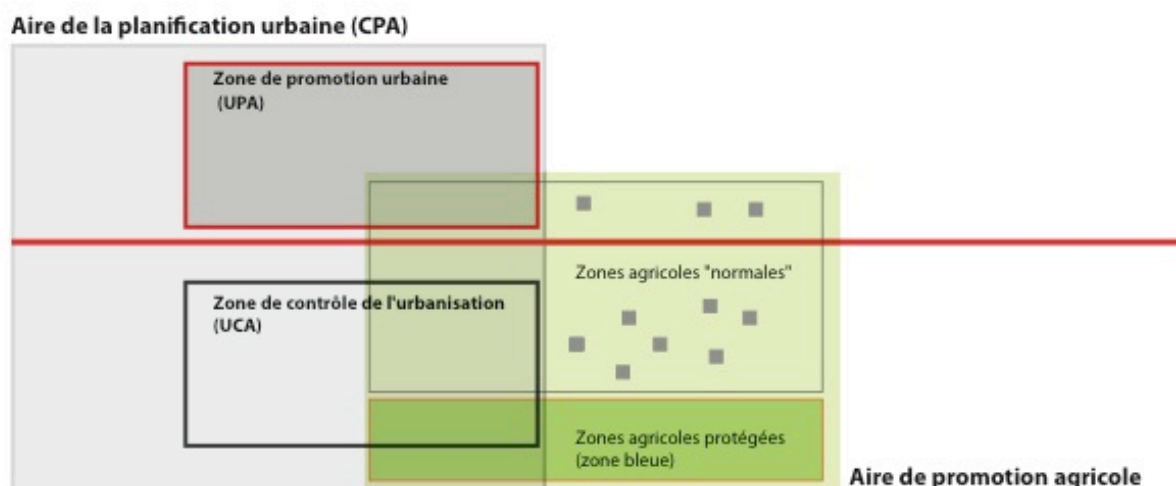 Aire de la planification urbaine (CPA)
Zone de promotion urbaine
(UPA)
Zones agricoles "normales"
Zone de contrôle de l'urbanisation
(UCA)
Zones agricoles protégées
(zone bleue)
Aire de promotion agricole